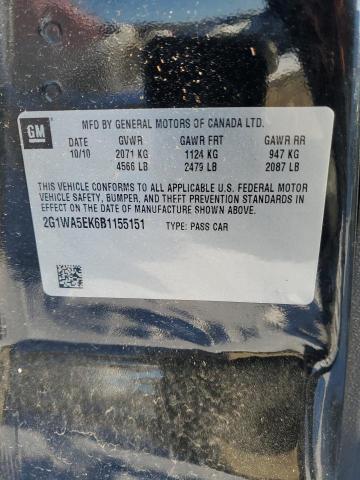 GM
MFD BY GENERAL MOTORS OF CANADA LTD.
DATE GVWR GAWR FRT GAWR RR
10/10 2071 KG 1124 KG 947 KG
4566 LB 2479 LB 2087 LB
THIS VEHICLE CONFORMS TO ALL APPLICABLE U.S. FEDERAL MOTOR
VEHICLE SAFETY, BUMPER, AND THEFT PREVENTION STANDARDS
IN EFFECT ON THE DATE OF MANUFACTURE SHOWN ABOVE.
2G1WA5EK6B1155151 TYPE: PASS CAR